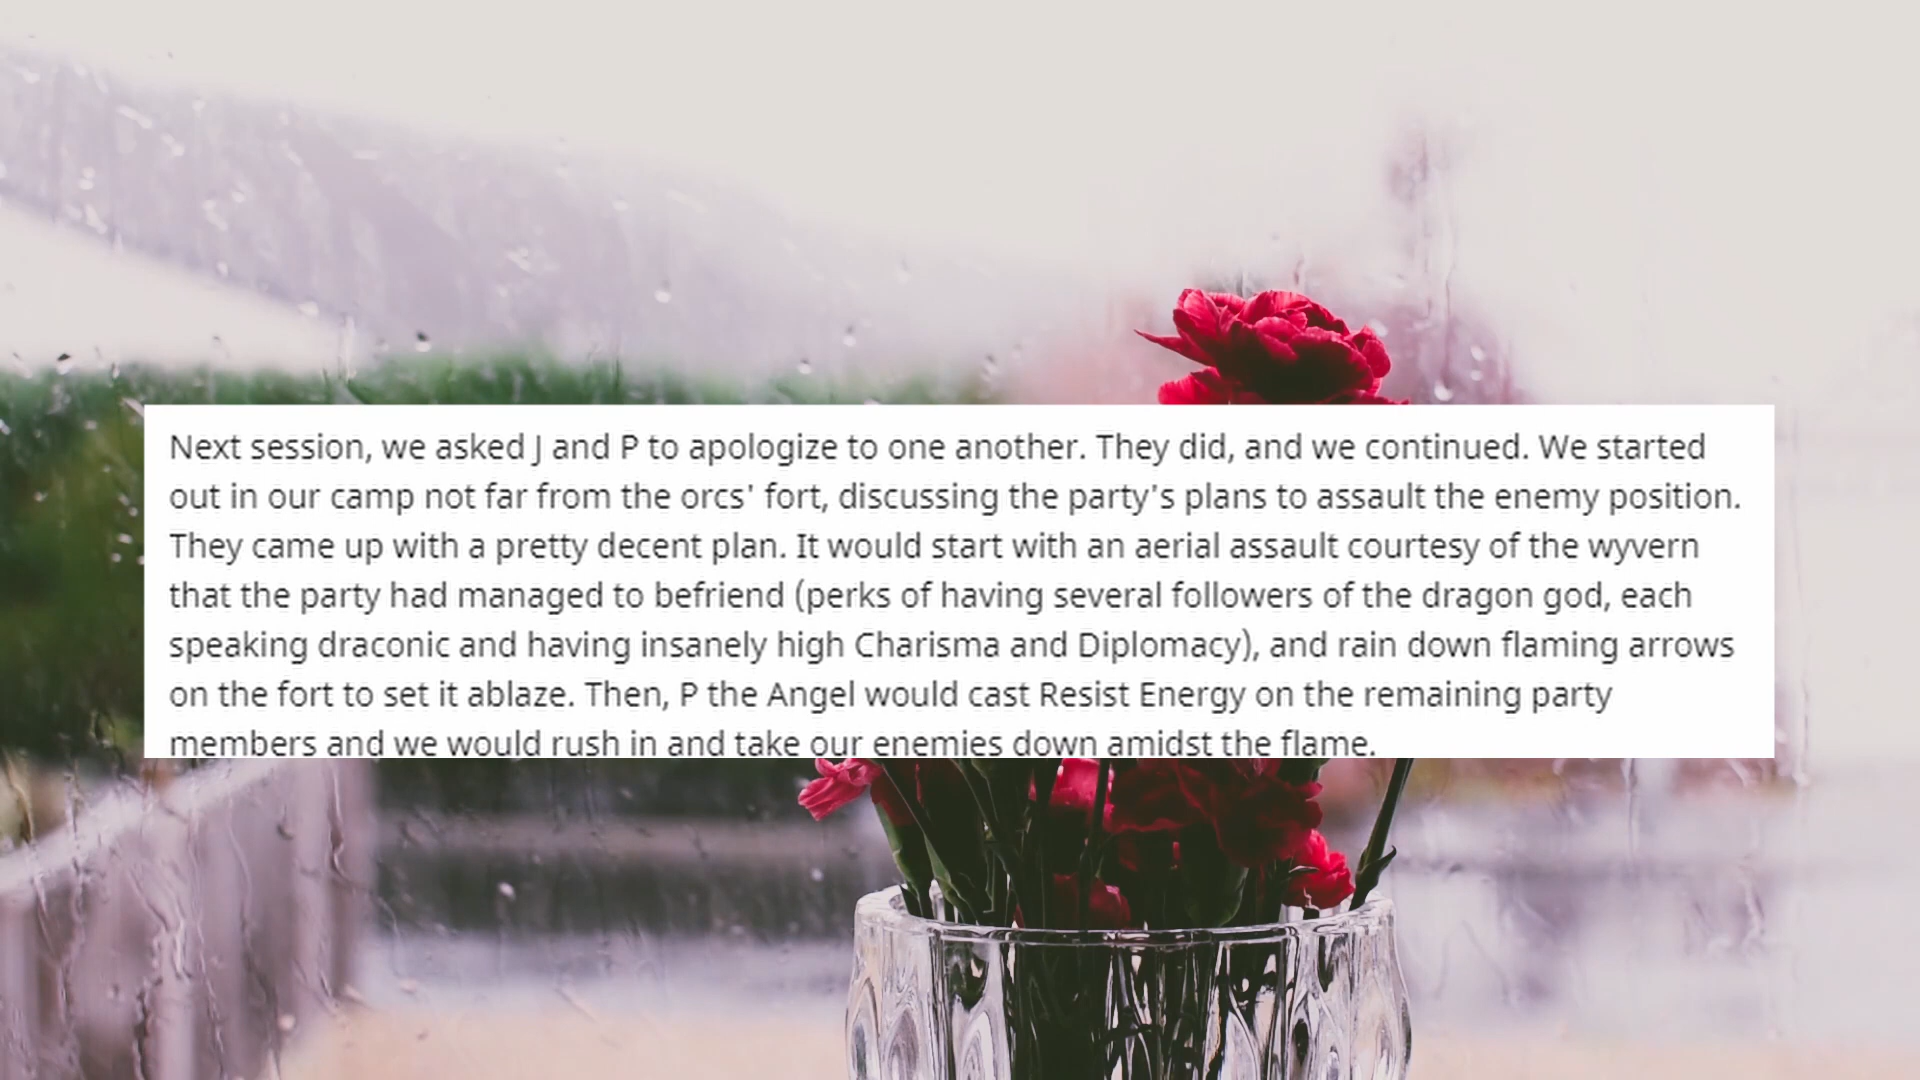 Next session, we asked J and P to apologize to one another. They did, and we continued. We started
out in our camp not far from the orcs' fort, discussing the party's plans to assault the enemy position.
They came up with a pretty decent plan. It would start with an aerial assault courtesy of the wyvern
that the party had managed to befriend (perks of having several followers of the dragon god, each
speaking draconic and having insanely high Charisma and Diplomacy), and rain down flaming arrows
on the fort to set it ablaze. Then, P the Angel would cast Resist Energy on the remaining party
members and we would rush in and take our enemies down amidst the flame.